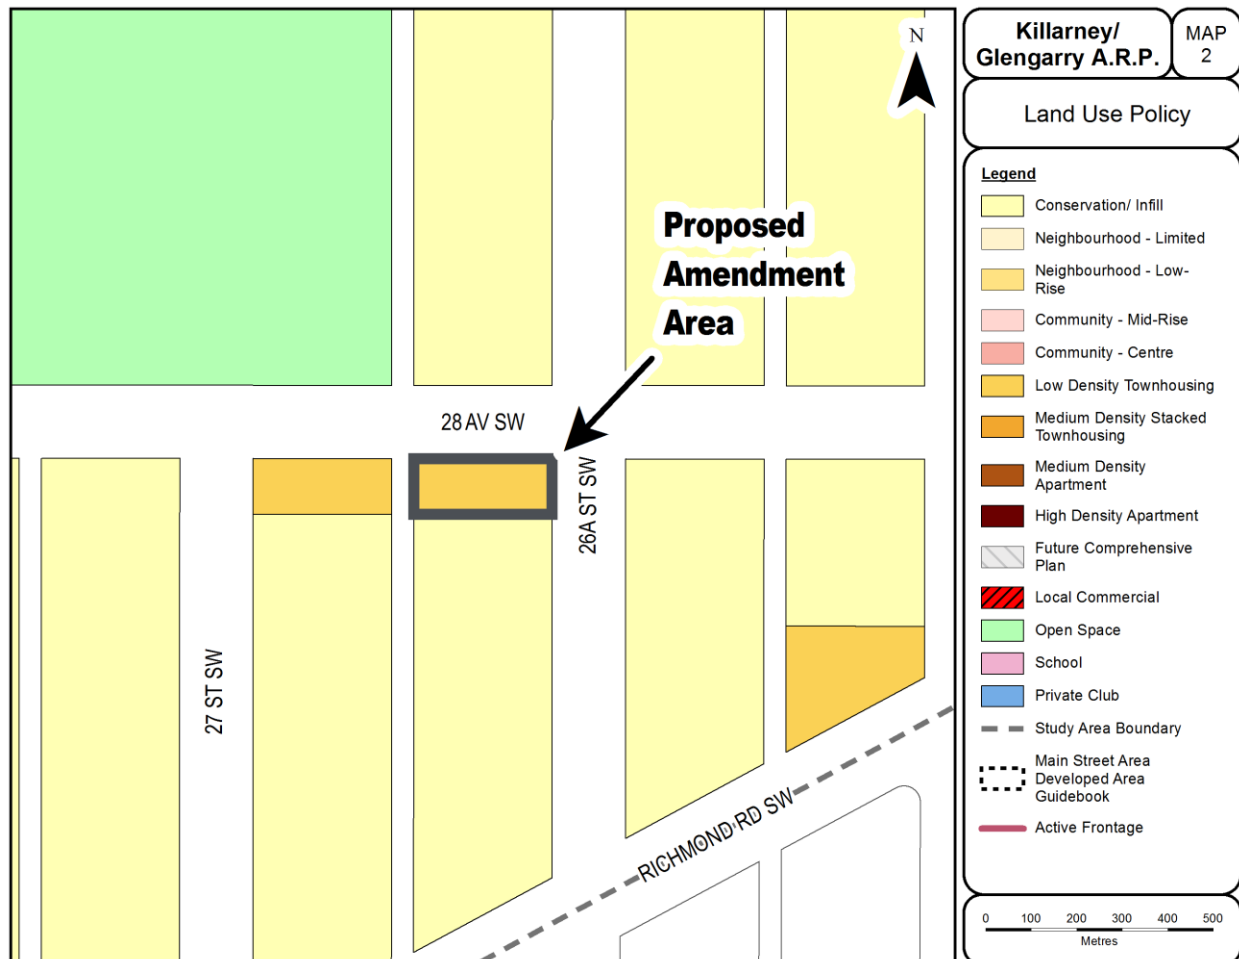 N
Proposed
Amendment
Area
28 AV SW
26A ST SW
27 ST SW
RICHMOND RD SW
Killarney/
Glengarry A.R.P.
MAP
2
Land Use Policy
Legend
Conservation/ Infill
Neighbourhood - Limited
Neighbourhood - Low-
Rise
Community - Mid-Rise
Community - Centre
Low Density Townhousing
Medium Density Stacked
Townhousing
Medium Density
Apartment
High Density Apartment
Future Comprehensive
Plan
Local Commercial
Open Space
School
Private Club
Study Area Boundary
Main Street Area
Developed Area
Guidebook
Active Frontage
0 100 200 300 400 500
Metres